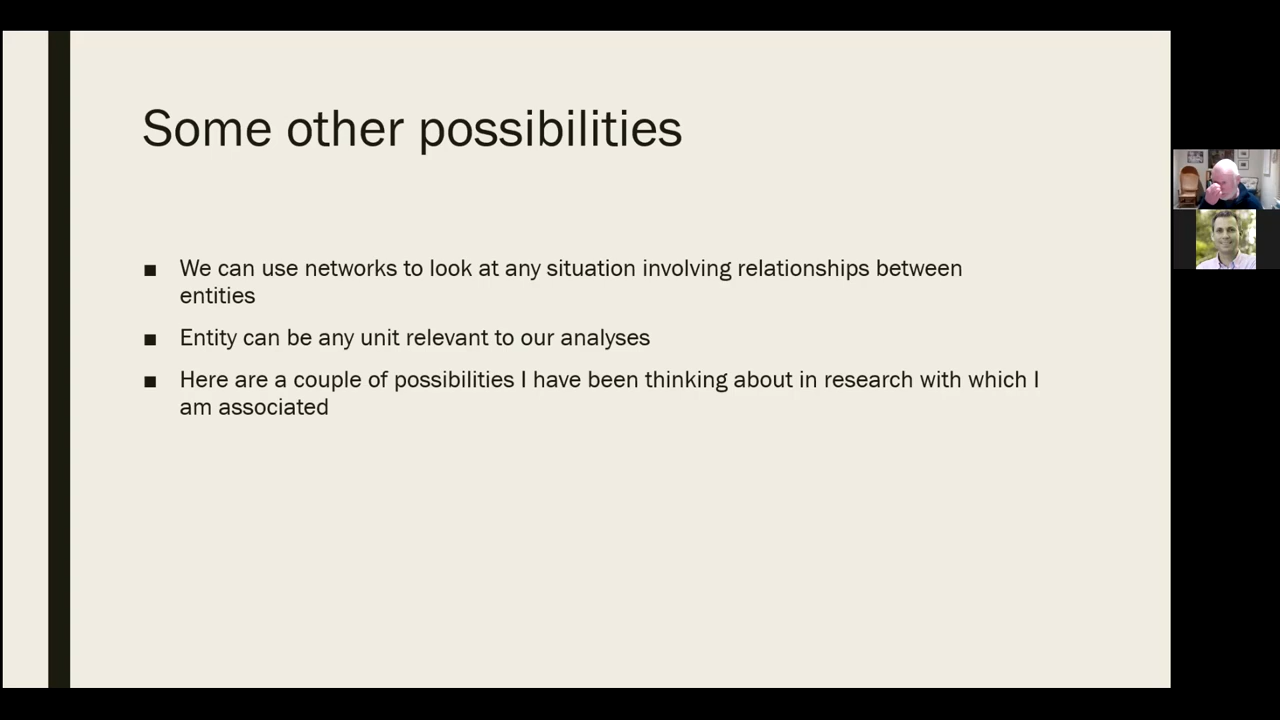 Some other possibilities
■ We can use networks to look at any situation involving relationships between
entities
■ Entity can be any unit relevant to our analyses
■ Here are a couple of possibilities I have been thinking about in research with which I
am associated